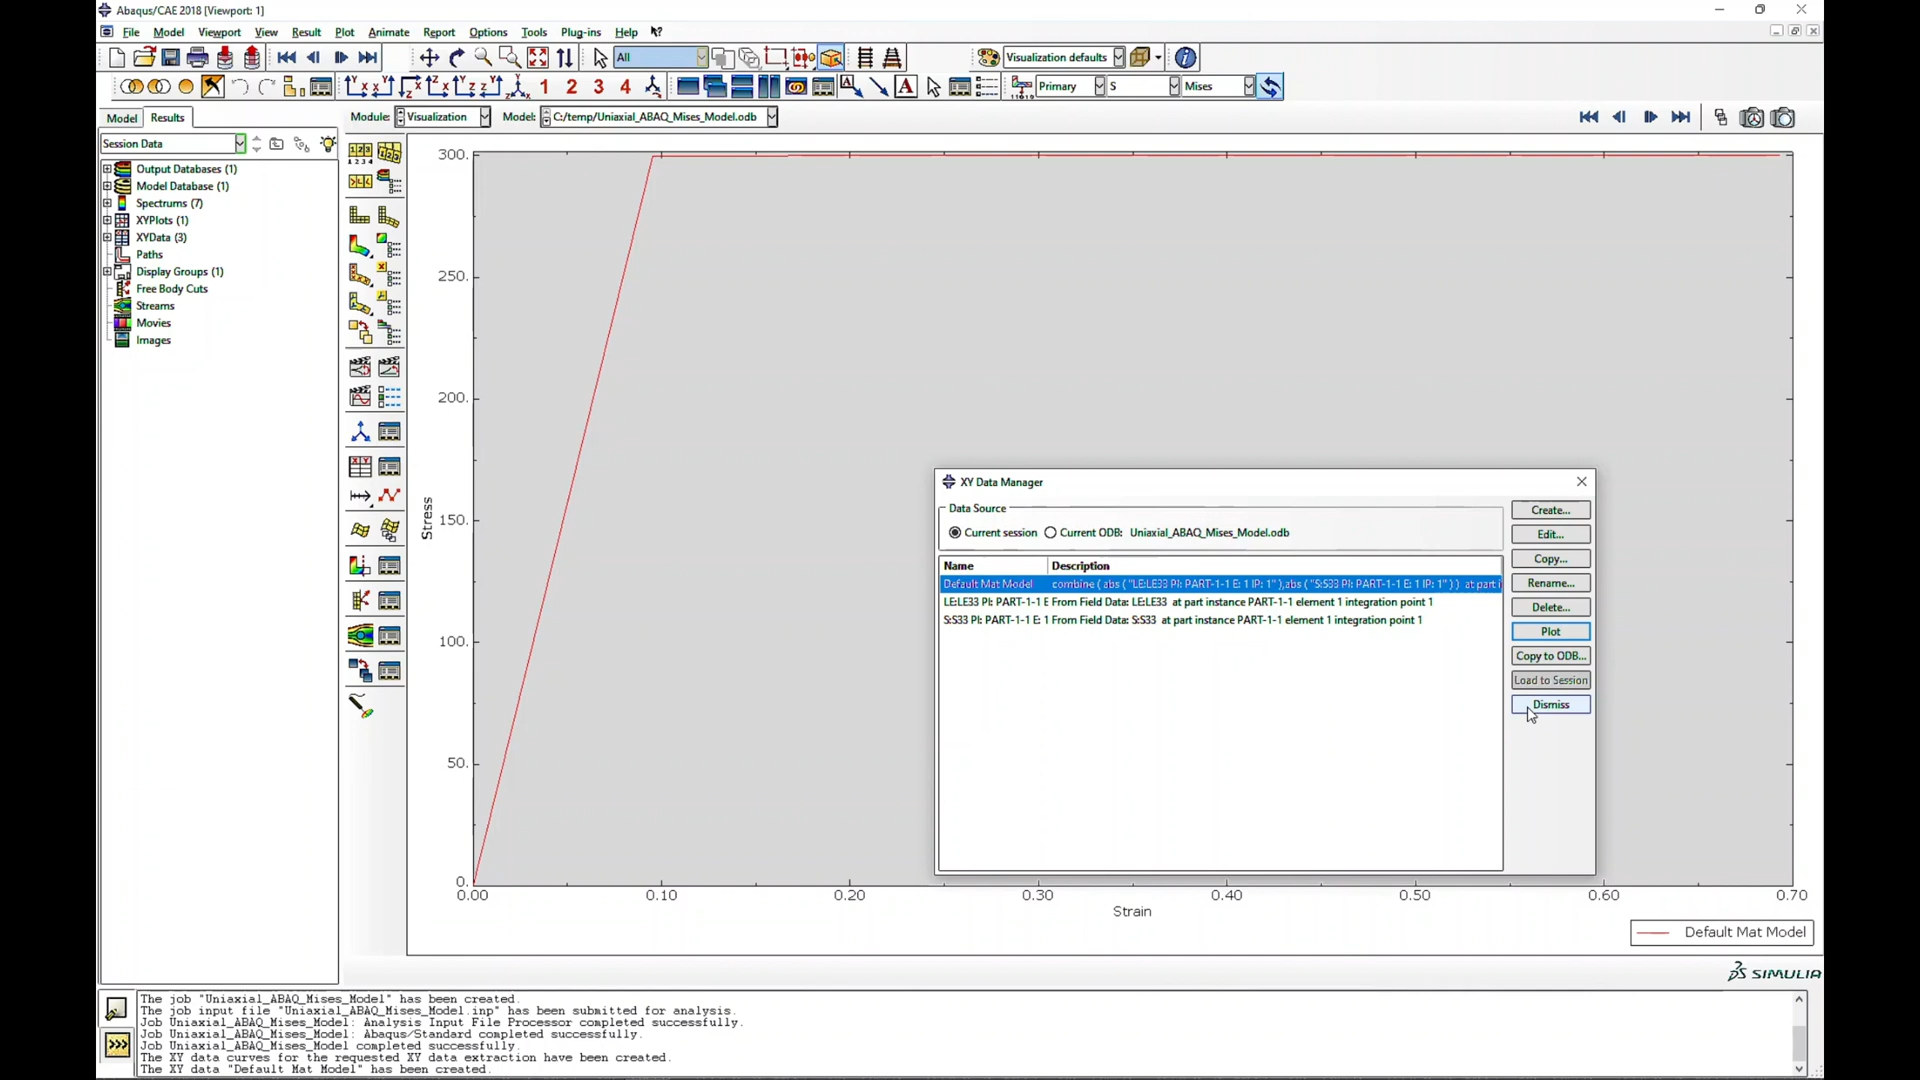 Abaqus/CAE 2018 [Viewport: 1]
File Model Viewport View Result Plot Animate Report Options Tools Plug-ins Help
All
Visualization defaults
1 2 3 4
Primary S Mises
Model Results
Module: Visualization Model: C:/temp/Uniaxial_ABAQ_Mises_Model.odb
Session Data
Output Databases (1)
Model Database (1)
Spectrums (7)
XYPlots (1)
XYData (3)
Paths
Display Groups (1)
Free Body Cuts
Streams
Movies
Images
300.
250.
200.
150.
100.
50.
0.
Stress
0.00 0.10 0.20 0.30 0.40 0.50 0.60 0.70
Strain
Default Mat Model
XY Data Manager
Data Source
Current session Current ODB: Uniaxial_ABAQ_Mises_Model.odb
Name Description
Default Mat Model combine ( abs ( "LE:LE33 PI: PART-1-1 E: 1 IP: 1" ),abs ( "S:S33 PI: PART-1-1 E: 1 IP: 1" ) ) at part i
LE:LE33 PI: PART-1-1 E From Field Data: LE:LE33 at part instance PART-1-1 element 1 integration point 1
S:S33 PI: PART-1-1 E: 1 From Field Data: S:S33 at part instance PART-1-1 element 1 integration point 1
Create...
Edit...
Copy...
Rename...
Delete...
Plot
Copy to ODB...
Load to Session
Dismiss
SIMULIA
The job "Uniaxial_ABAQ_Mises_Model" has been created.
The job input file "Uniaxial_ABAQ_Mises_Model.inp" has been submitted for analysis.
Job Uniaxial_ABAQ_Mises_Model: Analysis Input File Processor completed successfully.
Job Uniaxial_ABAQ_Mises_Model: Abaqus/Standard completed successfully.
Job Uniaxial_ABAQ_Mises_Model completed successfully.
The XY data curves for the requested XY data extraction have been created.
The XY data "Default Mat Model" has been created.